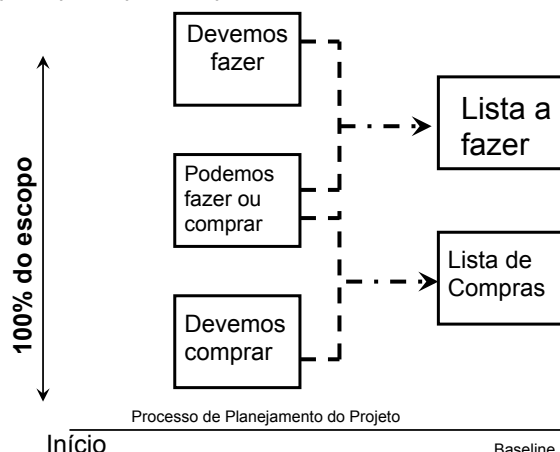 Devemos
fazer
Lista a
fazer
100% do escopo
Podemos
fazer ou
comprar
Lista de
Compras
Devemos
comprar
Processo de Planejamento do Projeto
Início
Baseline